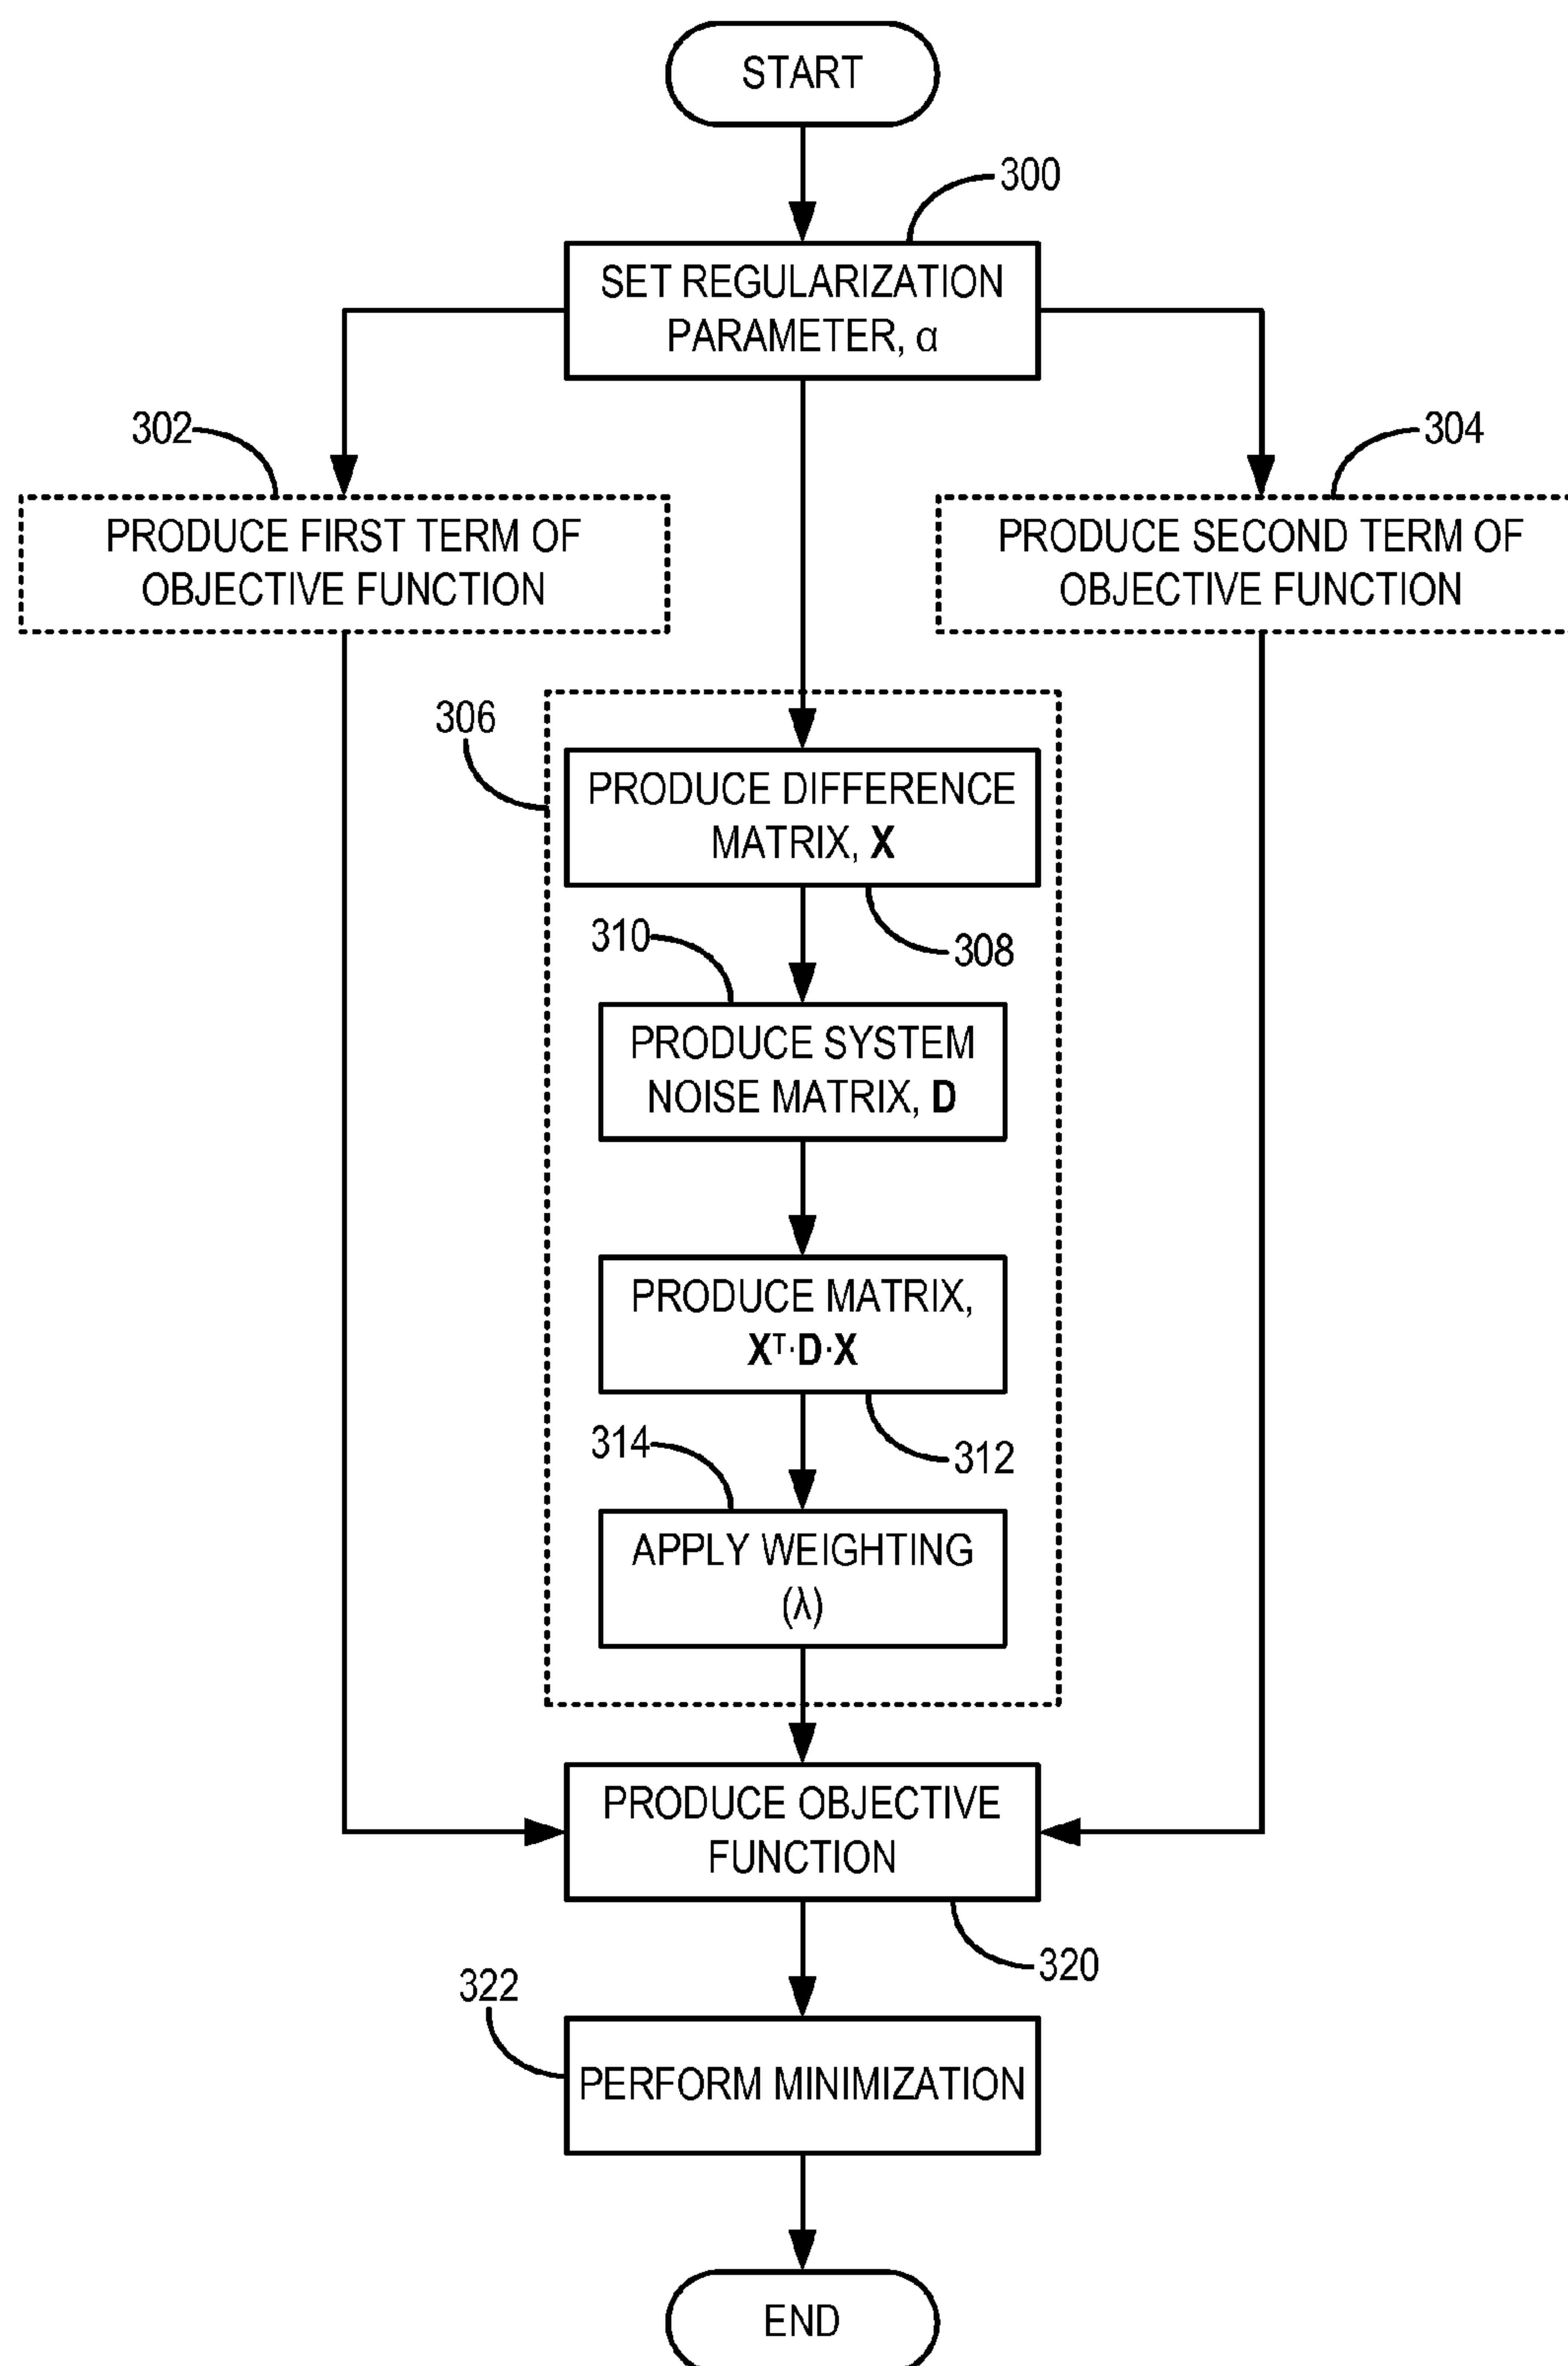 START
300
SET REGULARIZATION
PARAMETER, α
302
304
PRODUCE FIRST TERM OF
OBJECTIVE FUNCTION
PRODUCE SECOND TERM OF
OBJECTIVE FUNCTION
306
PRODUCE DIFFERENCE
MATRIX, X
308
310
PRODUCE SYSTEM
NOISE MATRIX, D
PRODUCE MATRIX,
Xᵀ·D·X
312
314
APPLY WEIGHTING
(λ)
PRODUCE OBJECTIVE
FUNCTION
320
322
PERFORM MINIMIZATION
END